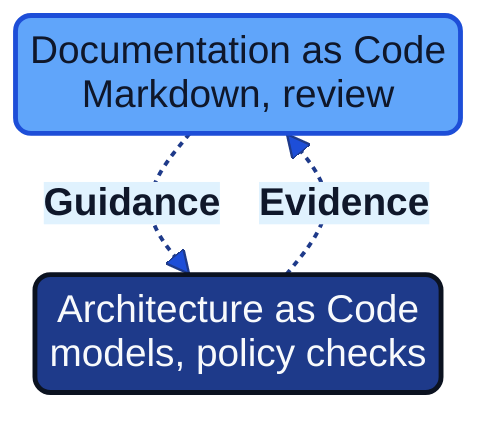 Documentation as Code
Markdown, review
Guidance
Evidence
Architecture as Code
models, policy checks